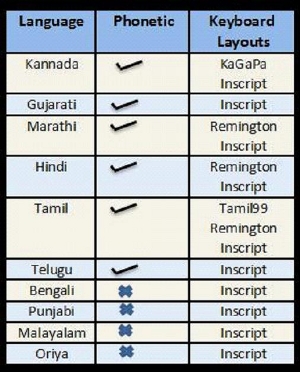 Language Phonetic Keyboard
Layouts
Kannada KaGaPa
Inscript
Gujarati Inscript
Marathi Remington
Inscript
Hindi Remington
Inscript
Tamil Tamil99
Remington
Inscript
Telugu Inscript
Bengali Inscript
Punjabi Inscript
Malayalam Inscript
Oriya Inscript